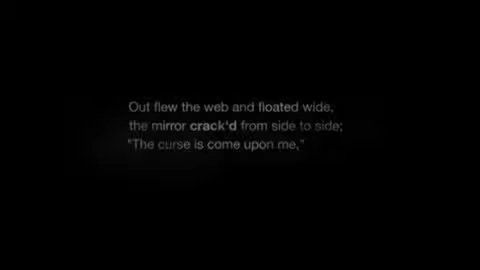 Out flew the web and floated wide,
the mirror crack'd from side to side;
"The curse is come upon me,"